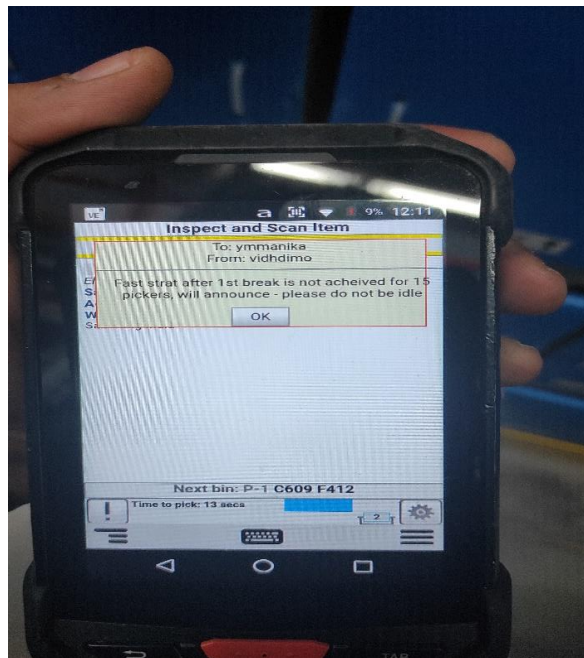 VE
a 9% 12:11
Inspect and Scan Item
To: ymmanika
From: vidhdimo
Fast strat after 1st break is not acheived for 15
pickers, will announce - please do not be idle
OK
Next bin: P-1 C609 F412
Time to pick: 13 secs
2
TAB